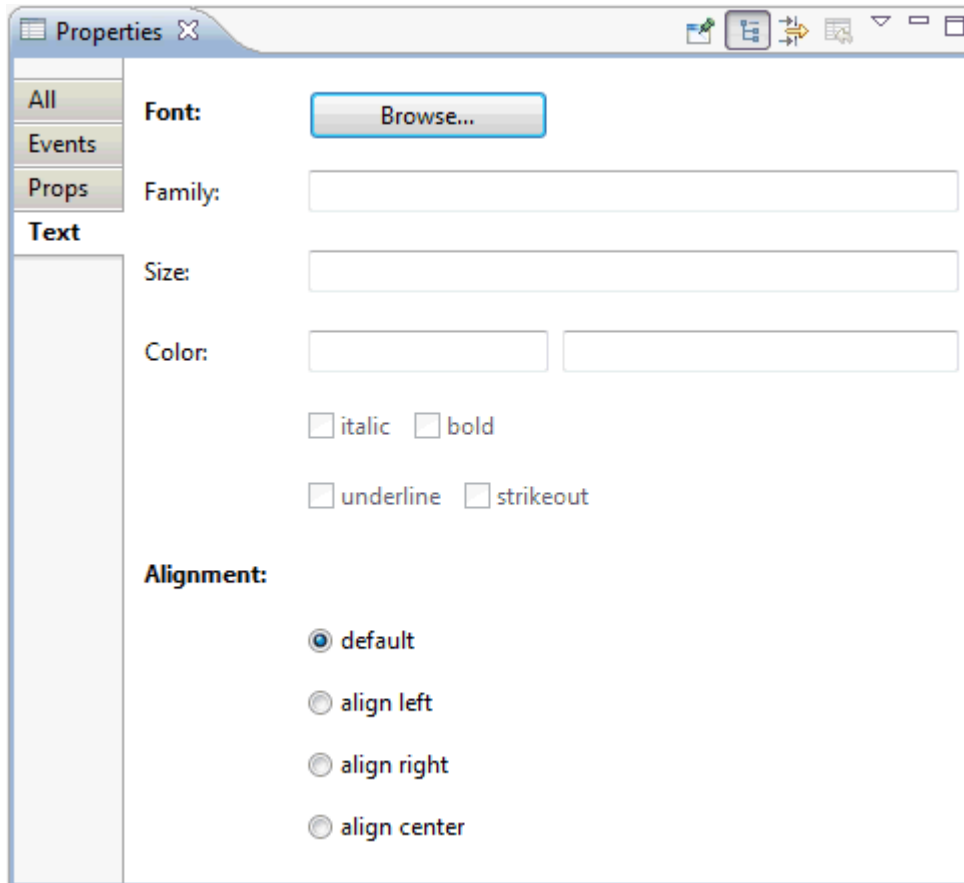 Properties
All
Events
Props
Text
Font: Browse...
Family:
Size:
Color:
italic bold
underline strikeout
Alignment:
default
align left
align right
align center